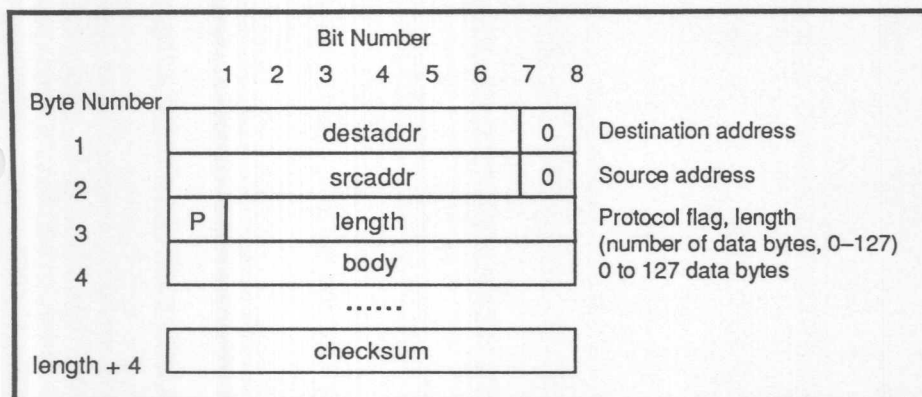 Bit Number
1 2 3 4 5 6 7 8
Byte Number
1 destaddr 0 Destination address
2 srcaddr 0 Source address
3 P length Protocol flag, length
(number of data bytes, 0–127)
4 body 0 to 127 data bytes
......
length + 4 checksum